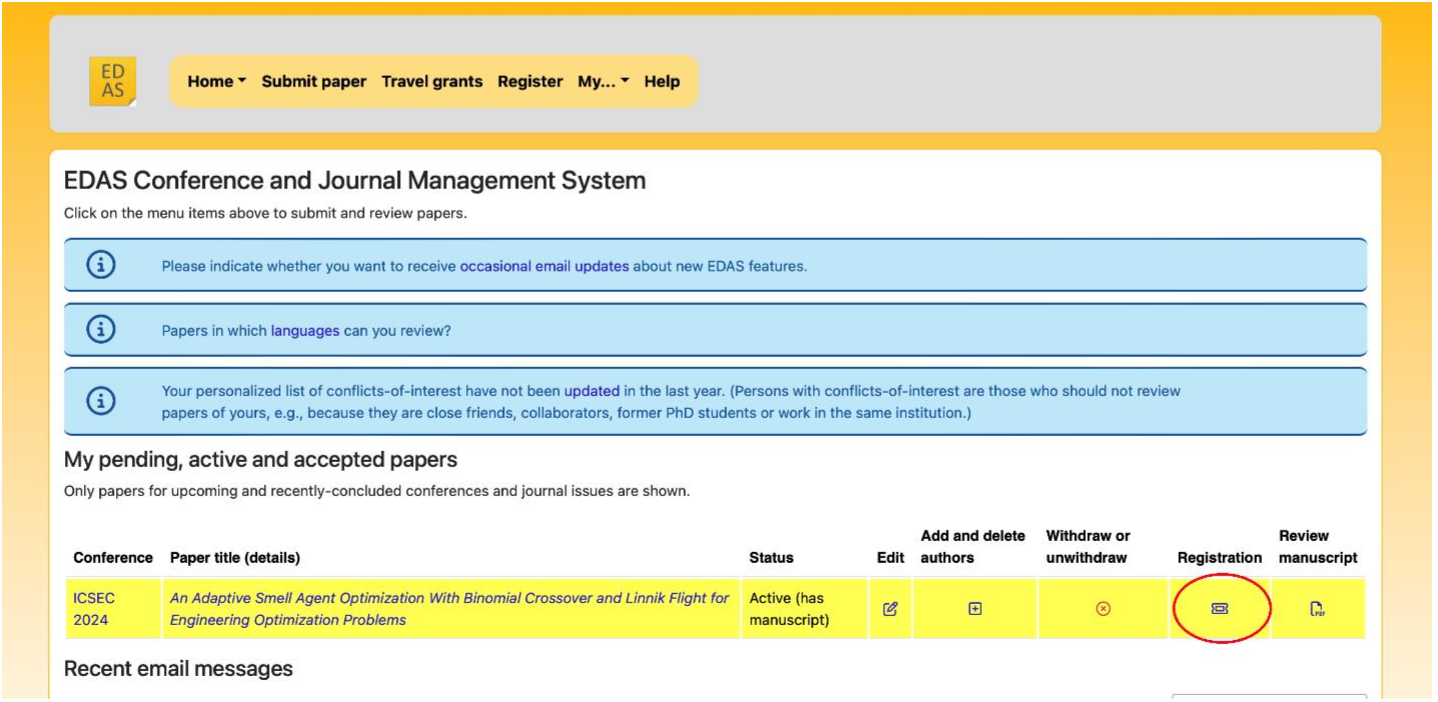 ED
AS
Home Submit paper Travel grants Register My... Help
EDAS Conference and Journal Management System
Click on the menu items above to submit and review papers.
Please indicate whether you want to receive occasional email updates about new EDAS features.
Papers in which languages can you review?
Your personalized list of conflicts-of-interest have not been updated in the last year. (Persons with conflicts-of-interest are those who should not review
papers of yours, e.g., because they are close friends, collaborators, former PhD students or work in the same institution.)
My pending, active and accepted papers
Only papers for upcoming and recently-concluded conferences and journal issues are shown.
Add and delete Withdraw or Review
Conference Paper title (details) Status Edit authors unwithdraw Registration manuscript
ICSEC An Adaptive Smell Agent Optimization With Binomial Crossover and Linnik Flight for Active (has
2024 Engineering Optimization Problems manuscript)
Recent email messages